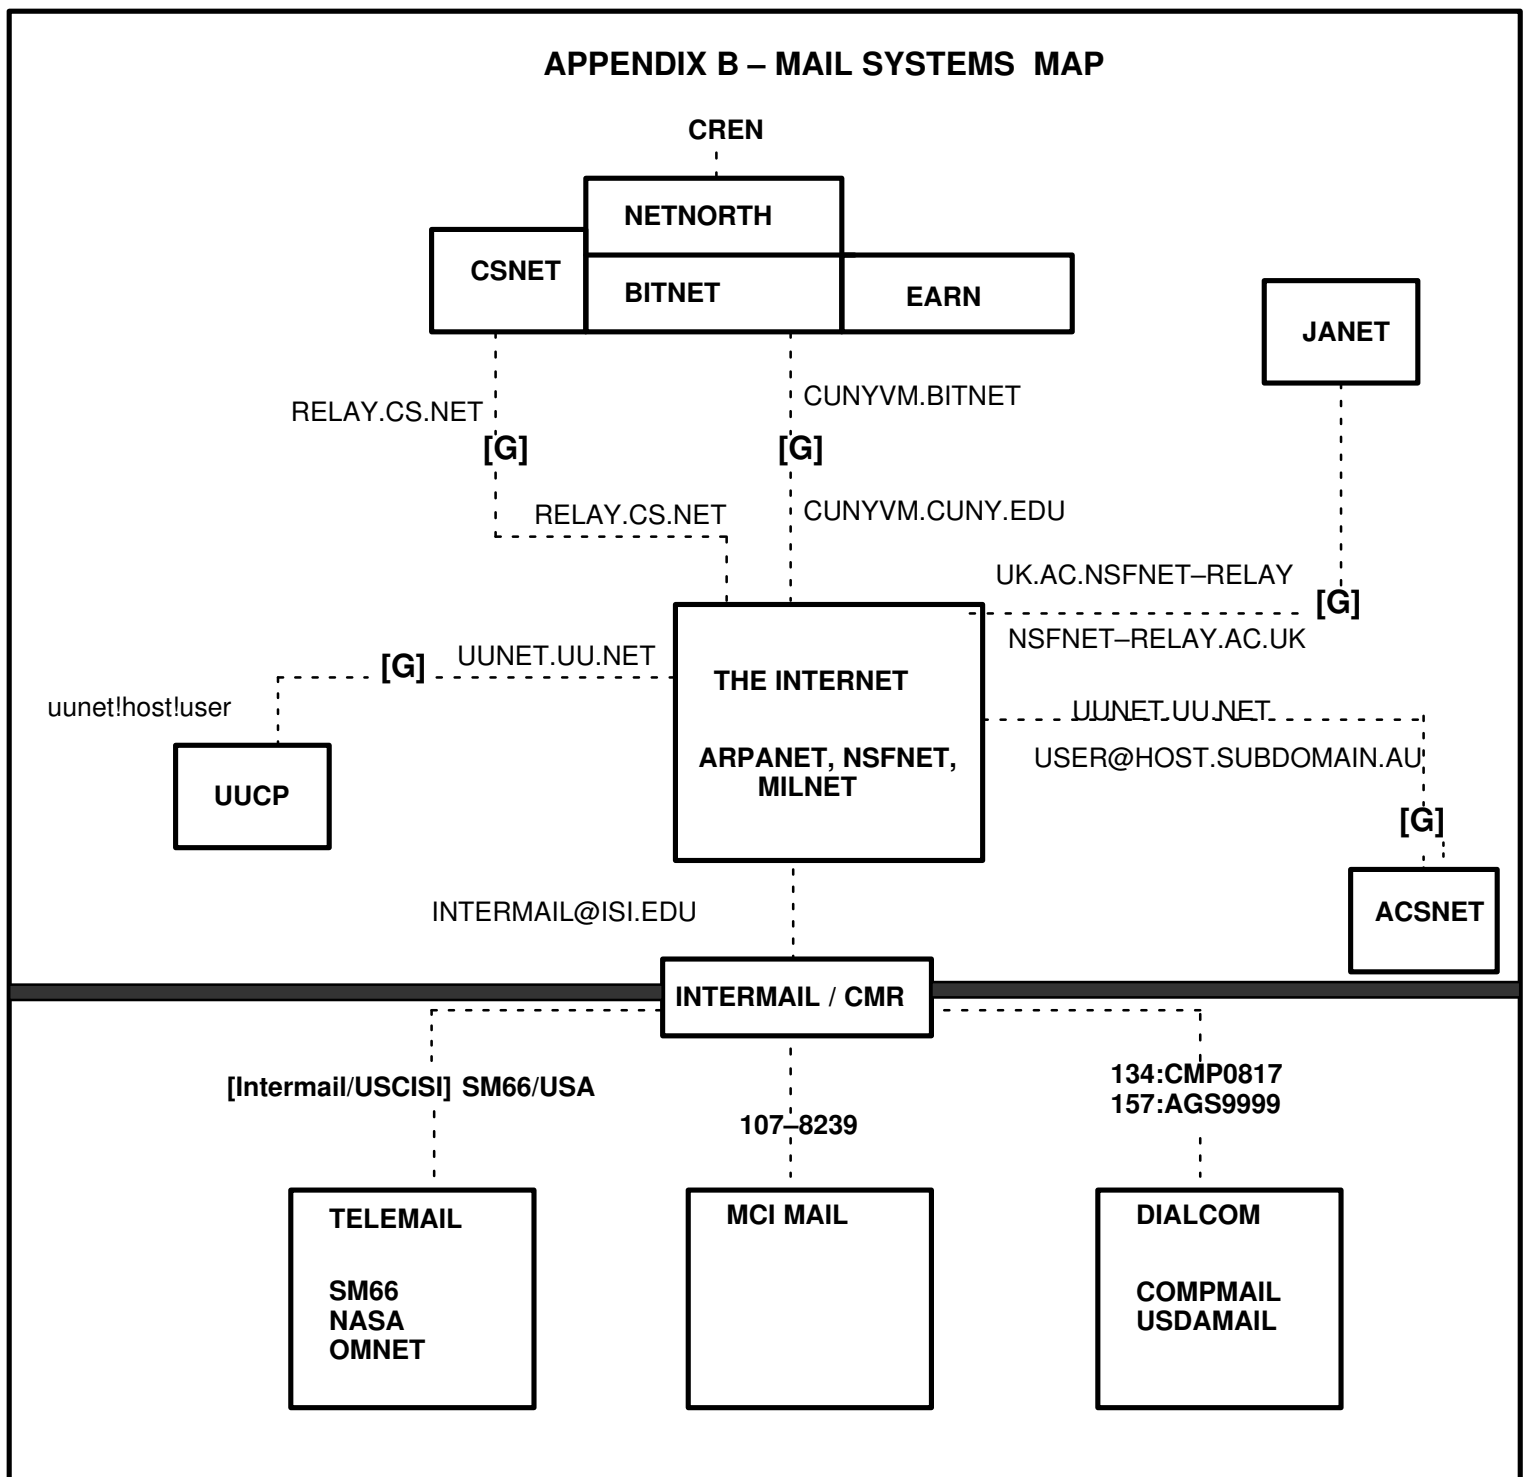 APPENDIX B – MAIL SYSTEMS MAP
CREN
NETNORTH
CSNET
BITNET
EARN
JANET
RELAY.CS.NET
CUNYVM.BITNET
[G]
[G]
RELAY.CS.NET
CUNYVM.CUNY.EDU
UK.AC.NSFNET–RELAY
[G]
NSFNET–RELAY.AC.UK
[G]
UUNET.UU.NET
THE INTERNET
uunet!host!user
UUNET.UU.NET
ARPANET, NSFNET,
MILNET
USER@HOST.SUBDOMAIN.AU
UUCP
[G]
INTERMAIL@ISI.EDU
ACSNET
INTERMAIL / CMR
[Intermail/USCISI] SM66/USA
134:CMP0817
157:AGS9999
107–8239
TELEMAIL
SM66
NASA
OMNET
MCI MAIL
DIALCOM
COMPMAIL
USDAMAIL